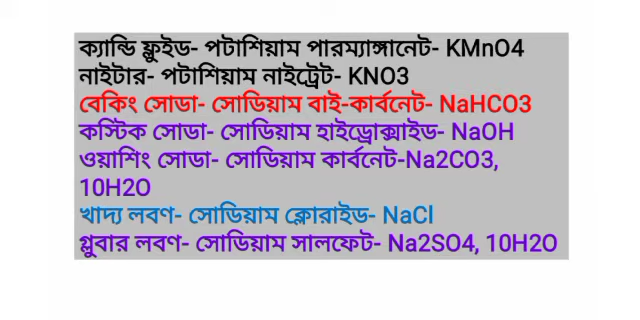 ক্যান্ডি ফ্লুইড- পটাশিয়াম পারম্যাঙ্গানেট- KMnO4
নাইটার- পটাশিয়াম নাইট্রেট- KNO3
বেকিং সোডা- সোডিয়াম বাই-কার্বনেট- NaHCO3
কস্টিক সোডা- সোডিয়াম হাইড্রোক্সাইড- NaOH
ওয়াশিং সোডা- সোডিয়াম কার্বনেট-Na2CO3,
10H2O
খাদ্য লবণ- সোডিয়াম ক্লোরাইড- NaCl
গ্লুবার লবণ- সোডিয়াম সালফেট- Na2SO4, 10H2O